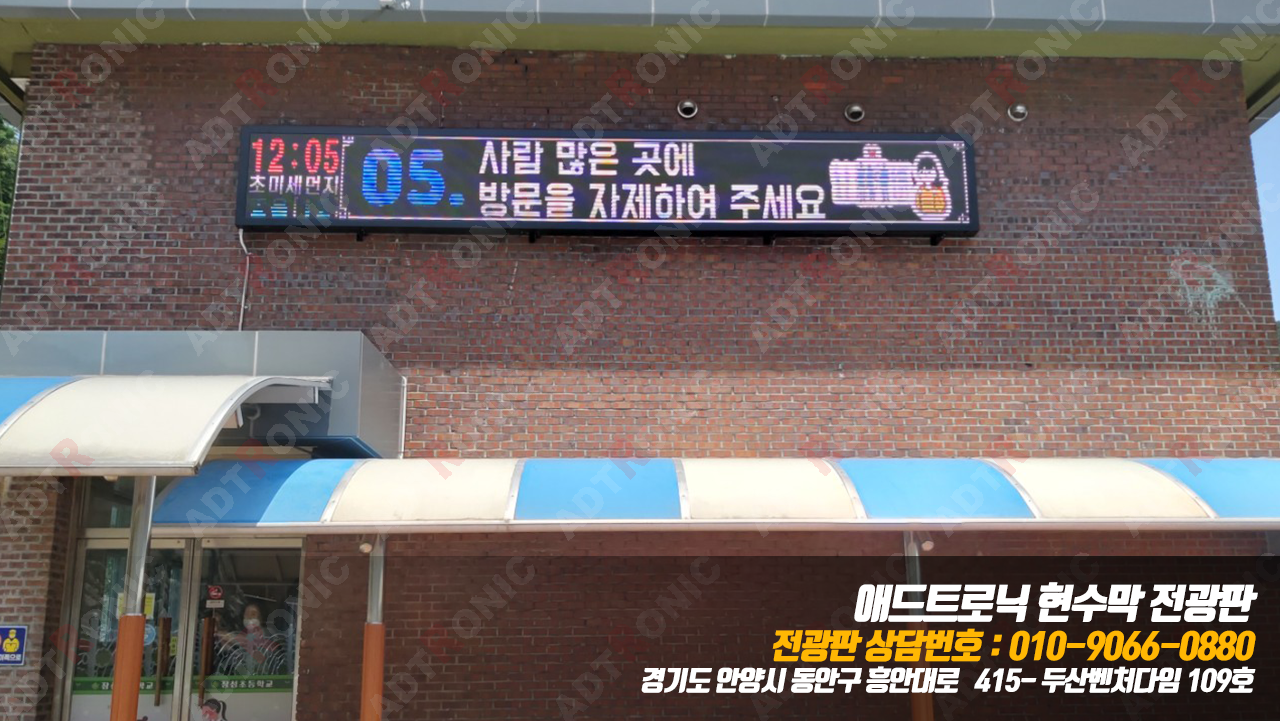 12:05
초미세먼지
05.
사람 많은 곳에
방문을 자제하여 주세요
애드트로닉 현수막 전광판
전광판 상담번호 : 010-9066-0880
경기도 안양시 동안구 흥안대로 415- 두산벤처다임 109호
ADTRONIC